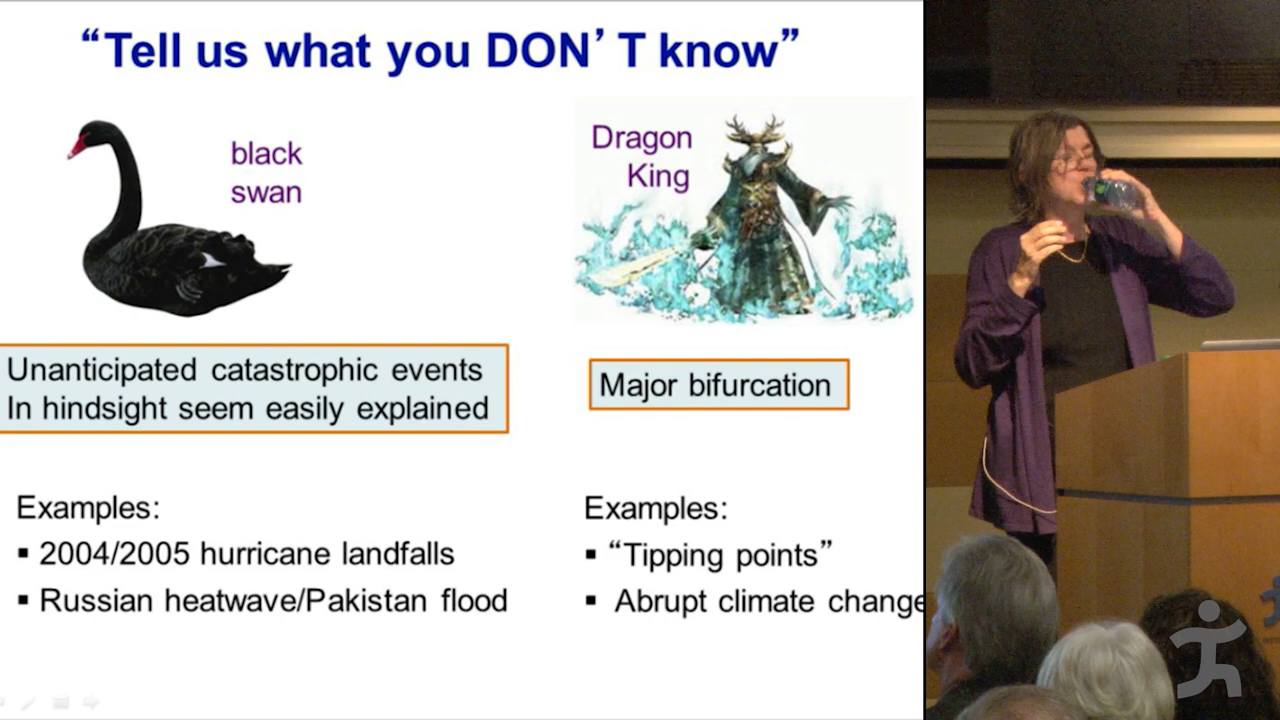 “Tell us what you DON’T know”
black
swan
Dragon
King
Unanticipated catastrophic events
In hindsight seem easily explained
Major bifurcation
Examples:
▪ 2004/2005 hurricane landfalls
▪ Russian heatwave/Pakistan flood
Examples:
▪ “Tipping points”
▪ Abrupt climate change